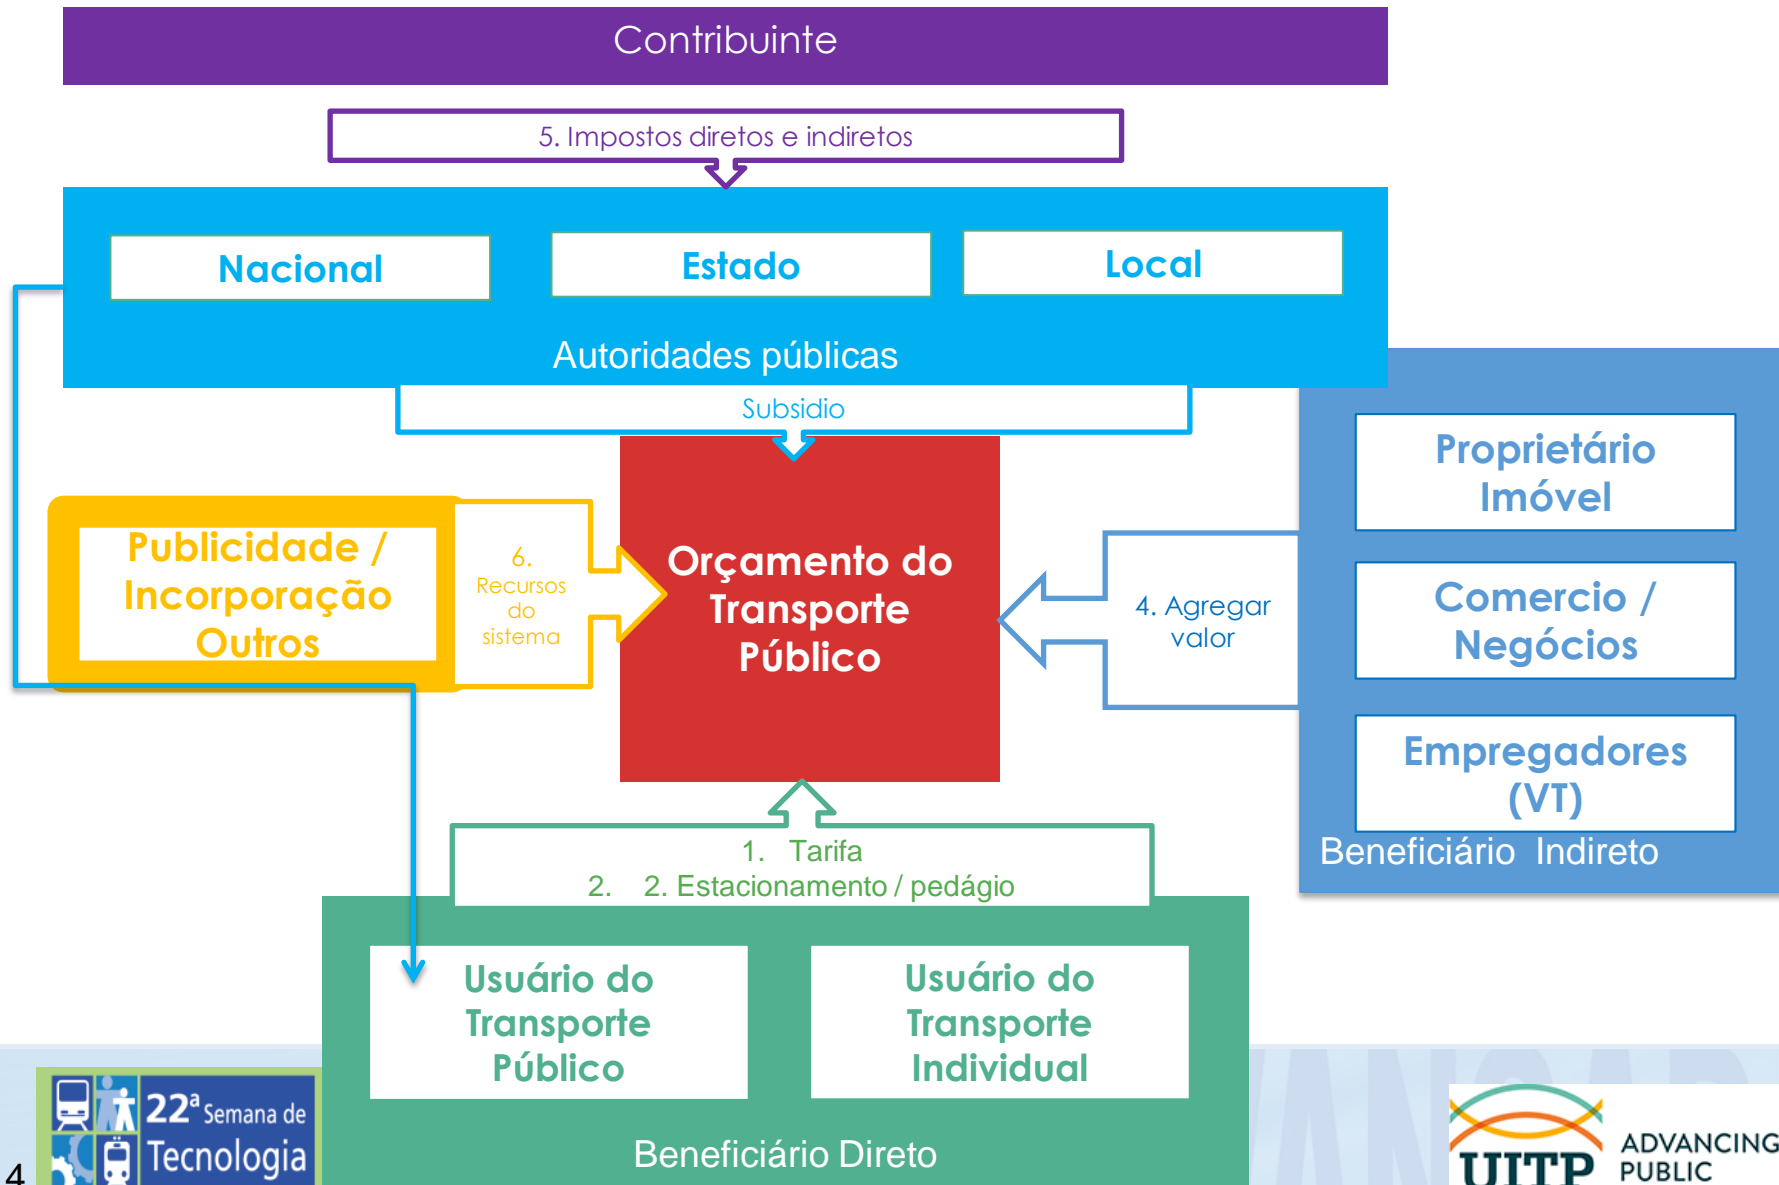 Contribuinte
5. Impostos diretos e indiretos
Nacional
Estado
Local
Autoridades públicas
Subsidio
Proprietário
Imóvel
Publicidade /
Incorporação
Outros
6.
Recursos
do
sistema
Orçamento do
Transporte
Público
4. Agregar
valor
Comercio /
Negócios
Empregadores
(VT)
Beneficiário Indireto
1. Tarifa
2. 2. Estacionamento / pedágio
Usuário do
Transporte
Público
Usuário do
Transporte
Individual
Beneficiário Direto
22ª Semana de
Tecnologia
4
UITP
ADVANCING
PUBLIC